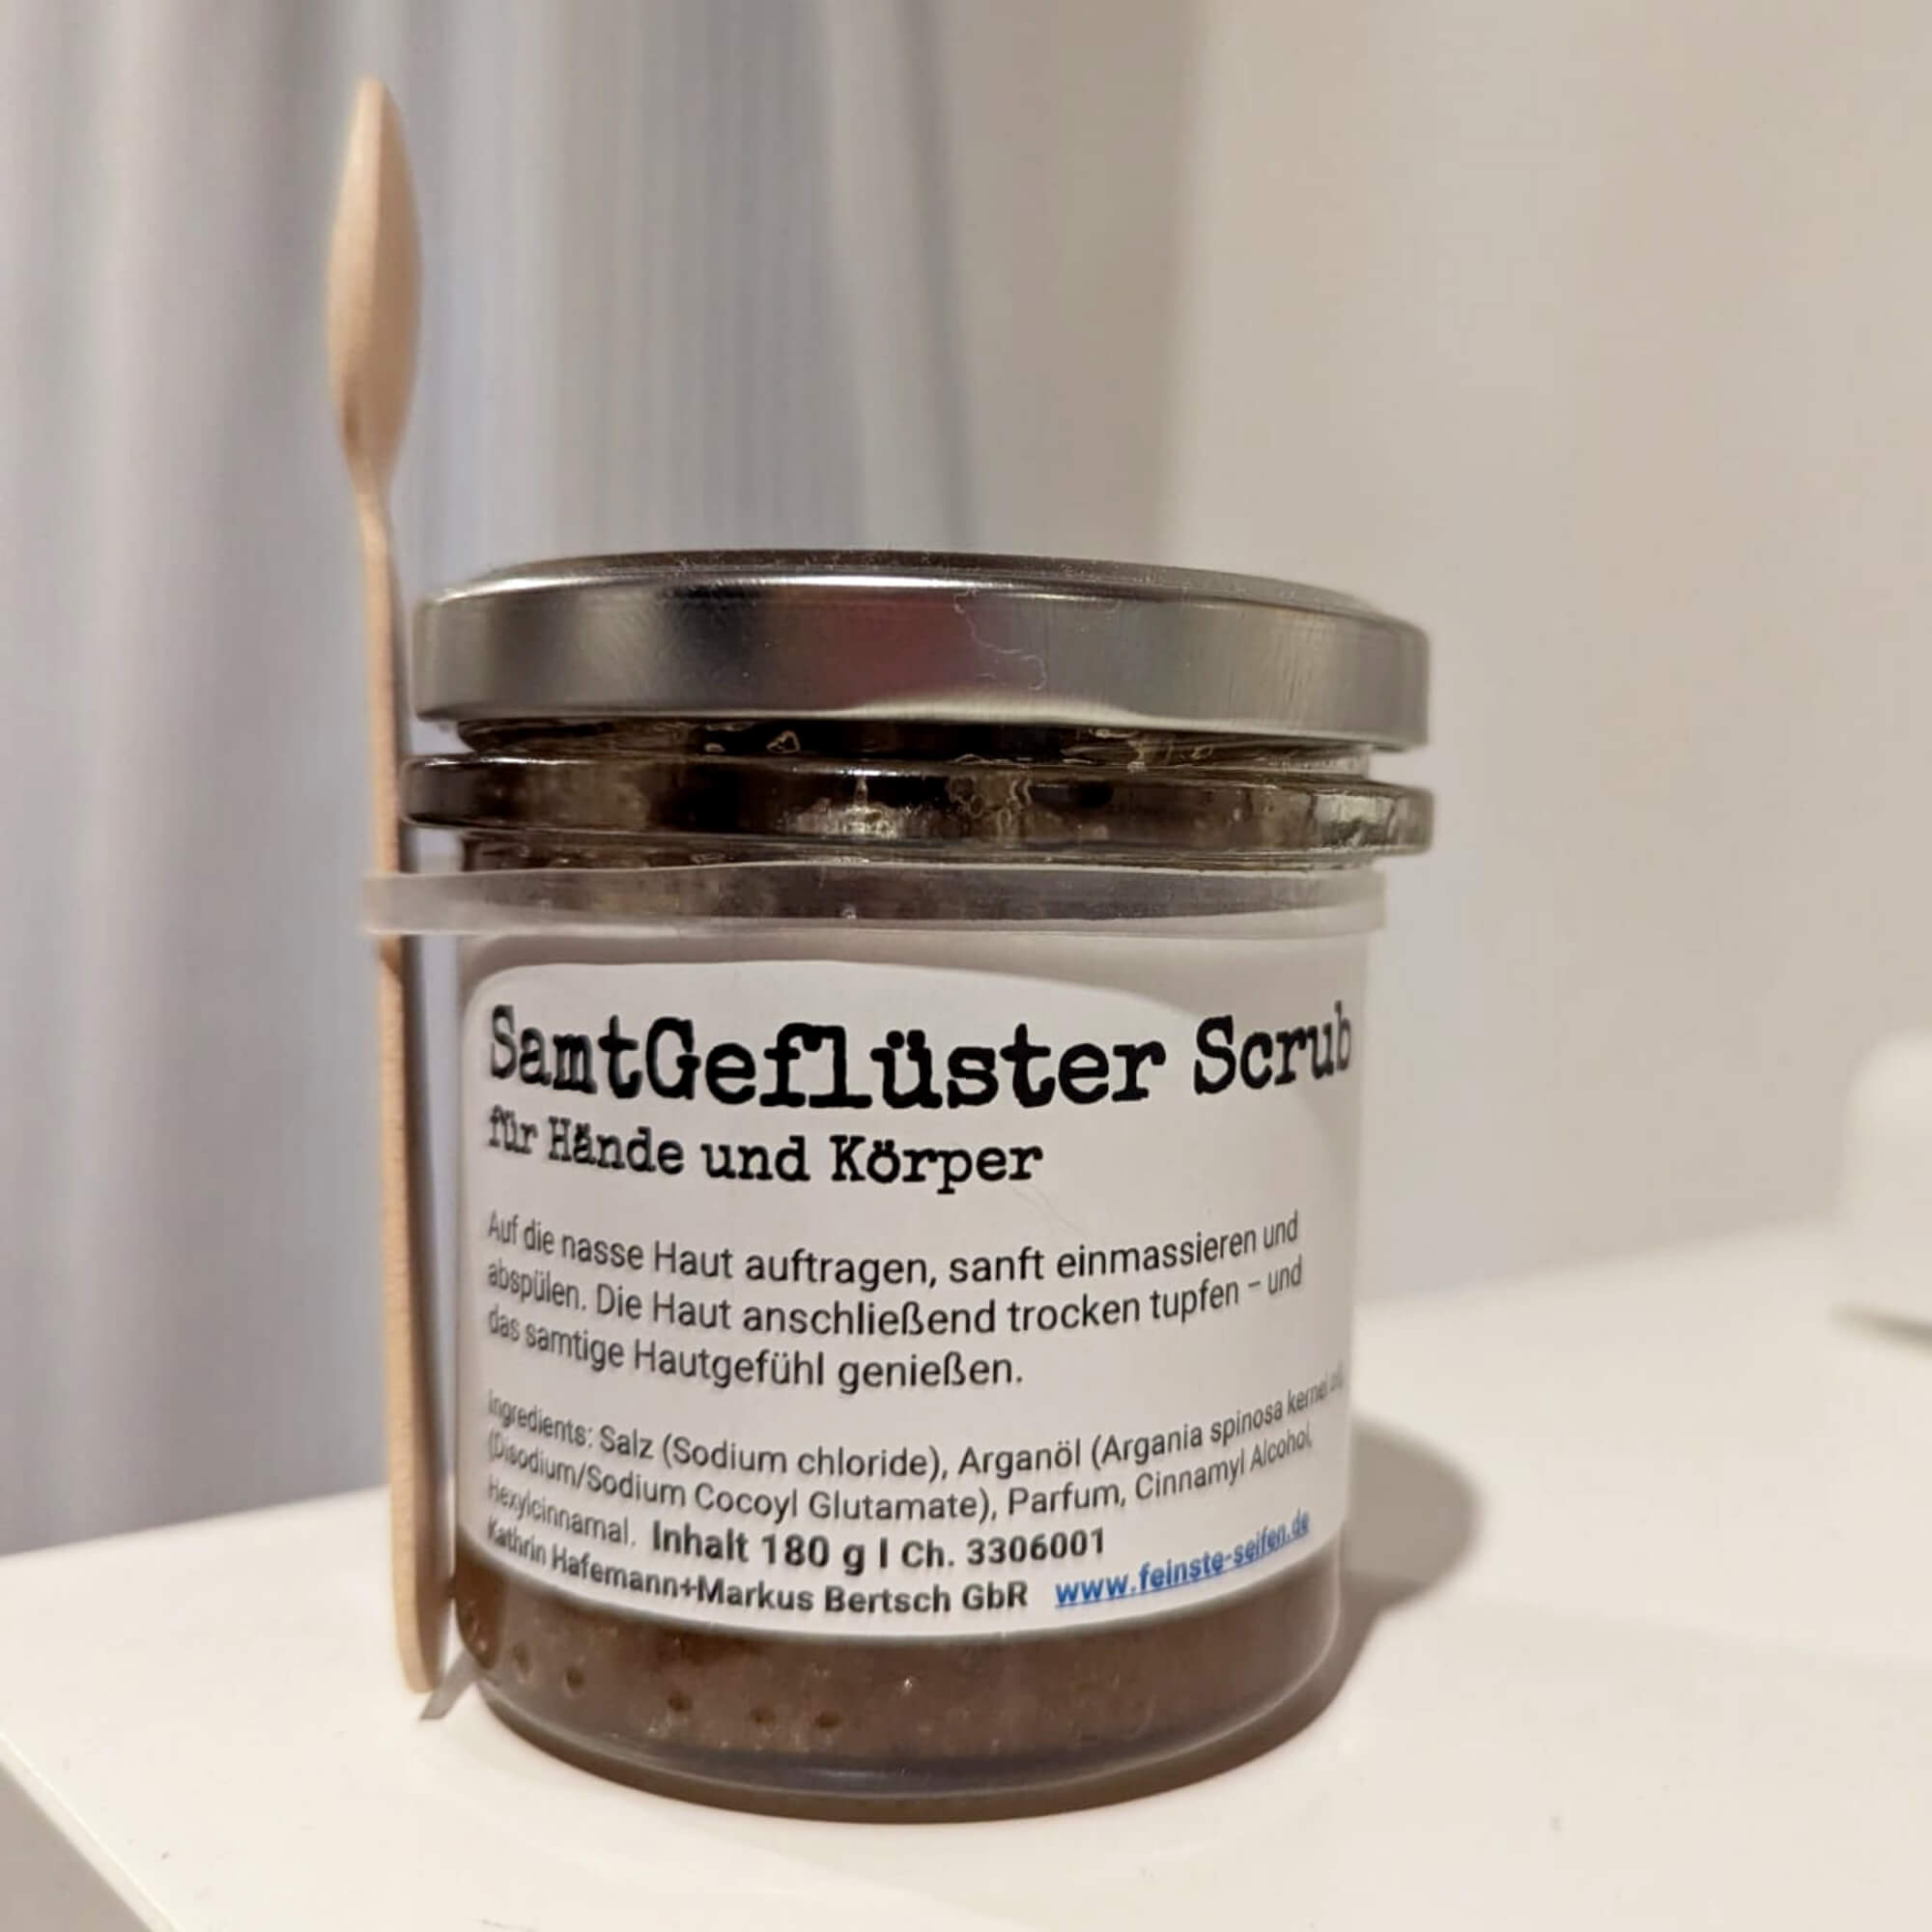 SamtGeflüster Scrub
für Hände und Körper
Auf die nasse Haut auftragen, sanft einmassieren und
abspülen. Die Haut anschließend trocken tupfen – und
das samtige Hautgefühl genießen.
Ingredients: Salz (Sodium chloride), Arganöl (Argania spinosa kernel
(Disodium/Sodium Cocoyl Glutamate), Parfum, Cinnamyl Alcohol,
Hexylcinnamal. Inhalt 180 g I Ch. 3306001
Kathrin Hafemann+Markus Bertsch GbR www.feinste-seifen.de